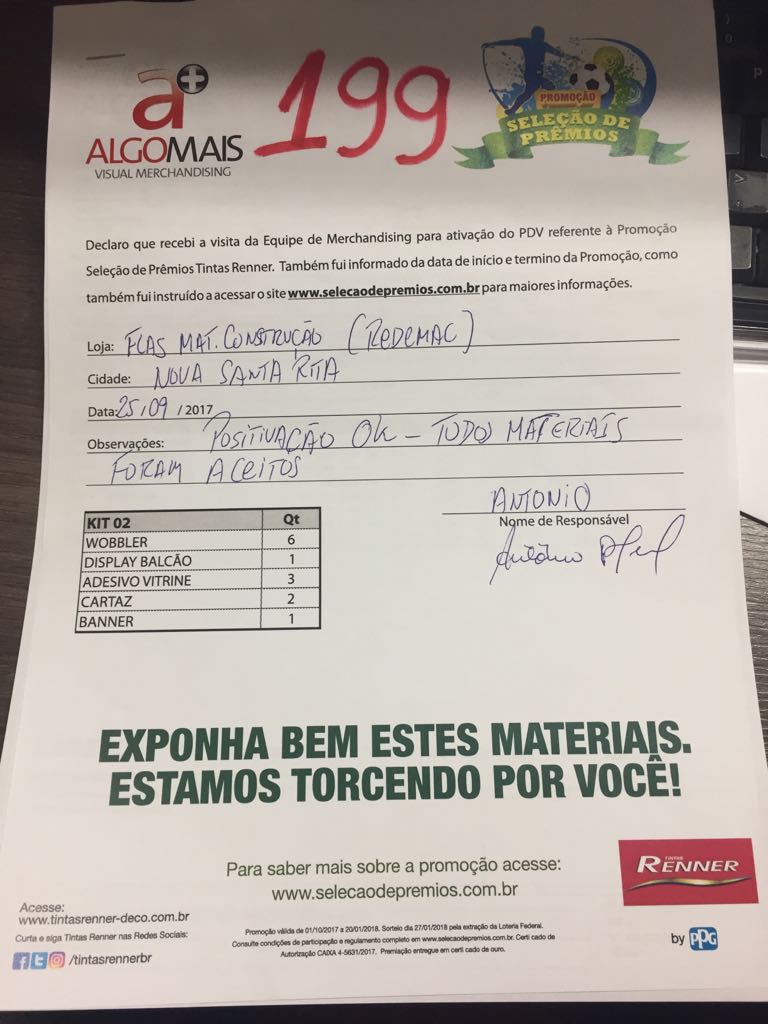 a+
ALGOMAIS
VISUAL MERCHANDISING
199
PROMOÇÃO
SELEÇÃO DE
PRÊMIOS
Declaro que recebi a visita da Equipe de Merchandising para ativação do PDV referente à Promoção
Seleção de Prêmios Tintas Renner. Também fui informado da data de início e termino da Promoção, como
também fui instruído a acessar o site www.selecaodepremios.com.br para maiores informações.
Loja: FLAS MAT. CONSTRUÇÃO (REDEMAC)
Cidade: NOVA SANTA RITA
Data: 25/09/2017
Observações: POSITIVAÇÃO OK - TODOS MATERIAIS
FORAM ACEITOS
ANTONIO
Nome de Responsável
Antônio
KIT 02 Qt
WOBBLER 6
DISPLAY BALCÃO 1
ADESIVO VITRINE 3
CARTAZ 2
BANNER 1
EXPONHA BEM ESTES MATERIAIS.
ESTAMOS TORCENDO POR VOCÊ!
Para saber mais sobre a promoção acesse:
www.selecaodepremios.com.br
TINTAS
RENNER
by PPG
Acesse:
www.tintasrenner-deco.com.br
Curta e siga Tintas Renner nas Redes Sociais:
/tintasrennerbr
Promoção válida de 01/10/2017 a 20/01/2018. Sorteio dia 27/01/2018 pela extração da Loteria Federal.
Consulte condições de participação e regulamento completo em www.selecaodepremios.com.br. Certi cado de
Autorização CAIXA 4-5631/2017. Premiação entregue em certi cado de ouro.